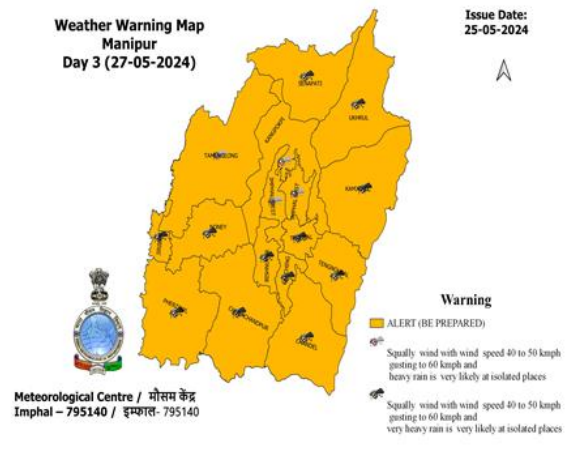 Weather Warning Map
Manipur
Day 3 (27-05-2024)
Issue Date:
25-05-2024
SENAPATI
UKHRUL
KANGPOKPI
TAMENGLONG
NONEY
TENGNOUPAL
PHERZAWL
CHURACHANDPUR
CHANDEL
Warning
ALERT (BE PREPARED)
Squally wind with wind speed 40 to 50 kmph
gusting to 60 kmph and
heavy rain is very likely at isolated places
Squally wind with wind speed 40 to 50 kmph
gusting to 60 kmph and
very heavy rain is very likely at isolated places
Meteorological Centre / मौसम केंद्र
Imphal – 795140 / इम्फाल- 795140